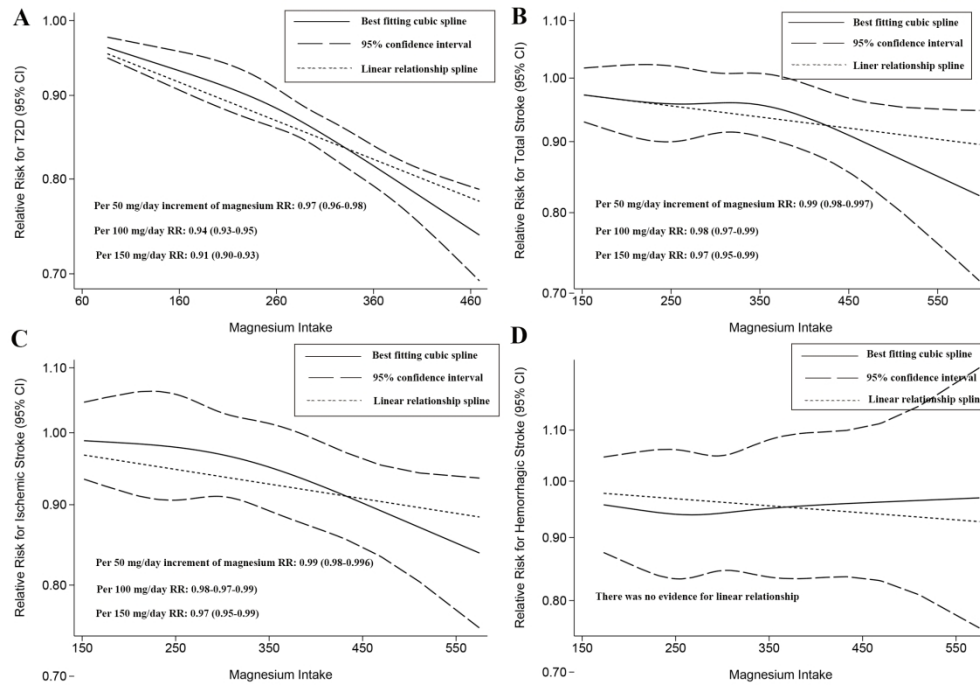 A
Relative Risk for T2D (95% CI)
1.00
0.90
0.80
0.70
Best fitting cubic spline
95% confidence interval
Liner relationship spline
Per 50 mg/day increment of magnesium RR: 0.97 (0.96-0.98)
Per 100 mg/day RR: 0.94 (0.93-0.95)
Per 150 mg/day RR: 0.91 (0.90-0.93)
60 160 260 360 460
Magnesium Intake
B
Relative Risk for Total Stroke (95% CI)
1.10
1.00
0.90
0.80
0.70
Best fitting cubic spline
95% confidence interval
Liner relationship spline
Per 50 mg/day increment of magnesium RR: 0.99 (0.98-0.997)
Per 100 mg/day RR: 0.98 (0.97-0.99)
Per 150 mg/day RR: 0.97 (0.95-0.99)
150 250 350 450 550
Magnesium Intake
C
Relative Risk for Ischemic Stroke (95% CI)
1.10
1.00
0.90
0.80
0.70
Best fitting cubic spline
95% confidence interval
Linear relationship spline
Per 50 mg/day increment of magnesium RR: 0.99 (0.98-0.996)
Per 100 mg/day RR: 0.98-0.97-0.99)
Per 150 mg/day RR: 0.97 (0.95-0.99)
150 250 350 450 550
Magnesium Intake
D
Relative Risk for Hemorrhagic Stroke (95% CI)
1.10
1.00
0.90
0.80
0.70
Best fitting cubic spline
95% confidence interval
Linear relationship spline
There was no evidence for linear relationship
150 250 350 450 550
Magnesium Intake